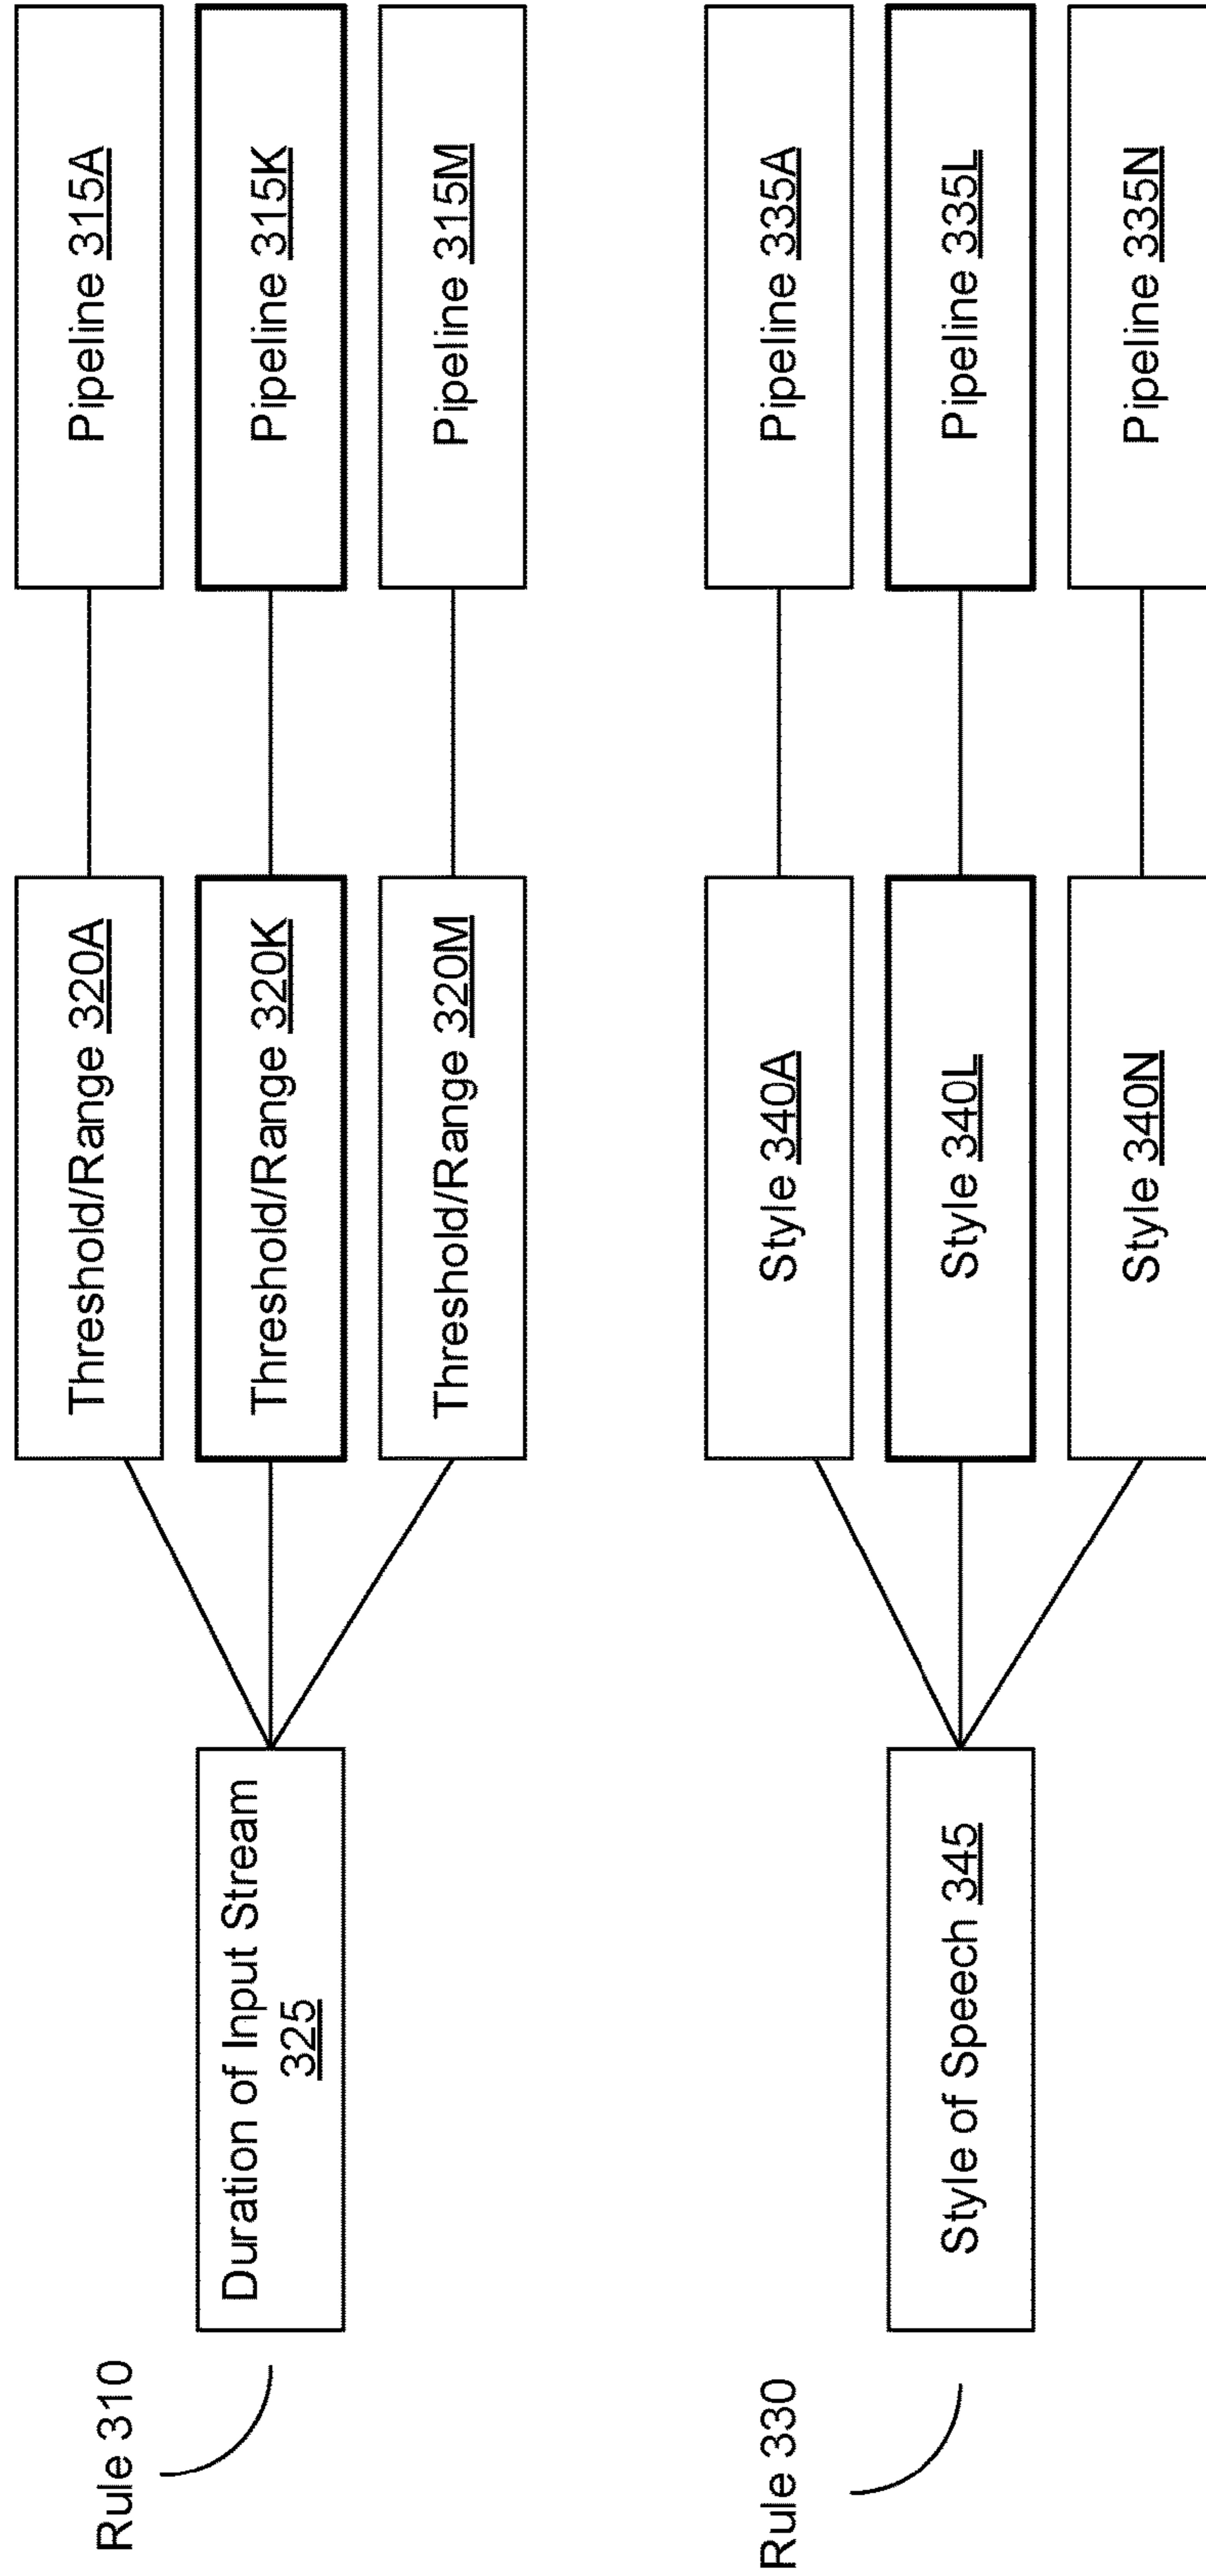 Rule 310
Duration of Input Stream
325
Threshold/Range 320A
Pipeline 315A
Threshold/Range 320K
Pipeline 315K
Threshold/Range 320M
Pipeline 315M
Rule 330
Style of Speech 345
Style 340A
Pipeline 335A
Style 340L
Pipeline 335L
Style 340N
Pipeline 335N